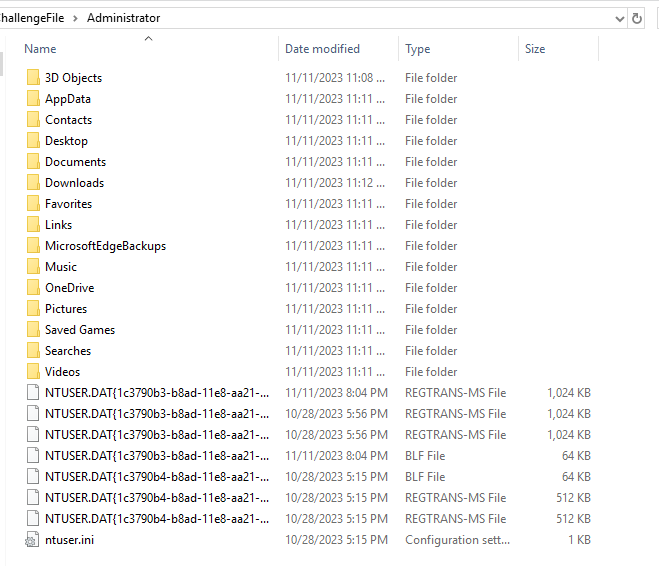 hallengeFile > Administrator
Name Date modified Type Size
3D Objects 11/11/2023 11:08 ... File folder
AppData 11/11/2023 11:11 ... File folder
Contacts 11/11/2023 11:11 ... File folder
Desktop 11/11/2023 11:11 ... File folder
Documents 11/11/2023 11:11 ... File folder
Downloads 11/11/2023 11:12 ... File folder
Favorites 11/11/2023 11:11 ... File folder
Links 11/11/2023 11:11 ... File folder
MicrosoftEdgeBackups 11/11/2023 11:11 ... File folder
Music 11/11/2023 11:11 ... File folder
OneDrive 11/11/2023 11:11 ... File folder
Pictures 11/11/2023 11:11 ... File folder
Saved Games 11/11/2023 11:11 ... File folder
Searches 11/11/2023 11:11 ... File folder
Videos 11/11/2023 11:11 ... File folder
NTUSER.DAT{1c3790b3-b8ad-11e8-aa21-... 11/11/2023 8:04 PM REGTRANS-MS File 1,024 KB
NTUSER.DAT{1c3790b3-b8ad-11e8-aa21-... 10/28/2023 5:56 PM REGTRANS-MS File 1,024 KB
NTUSER.DAT{1c3790b3-b8ad-11e8-aa21-... 10/28/2023 5:56 PM REGTRANS-MS File 1,024 KB
NTUSER.DAT{1c3790b3-b8ad-11e8-aa21-... 11/11/2023 8:04 PM BLF File 64 KB
NTUSER.DAT{1c3790b4-b8ad-11e8-aa21-... 10/28/2023 5:15 PM BLF File 64 KB
NTUSER.DAT{1c3790b4-b8ad-11e8-aa21-... 10/28/2023 5:15 PM REGTRANS-MS File 512 KB
NTUSER.DAT{1c3790b4-b8ad-11e8-aa21-... 10/28/2023 5:15 PM REGTRANS-MS File 512 KB
ntuser.ini 10/28/2023 5:15 PM Configuration sett... 1 KB